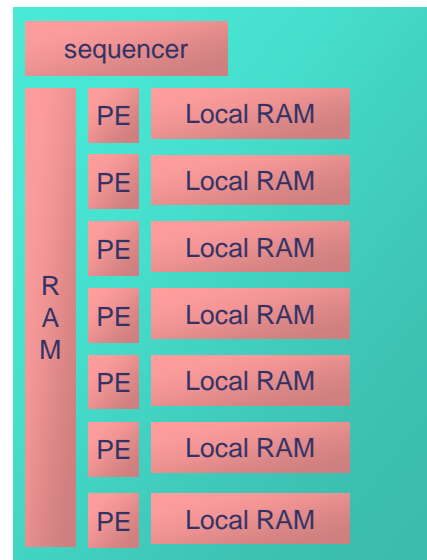 sequencer
PE Local RAM
PE Local RAM
PE Local RAM
R
A
M
PE Local RAM
PE Local RAM
PE Local RAM
PE Local RAM